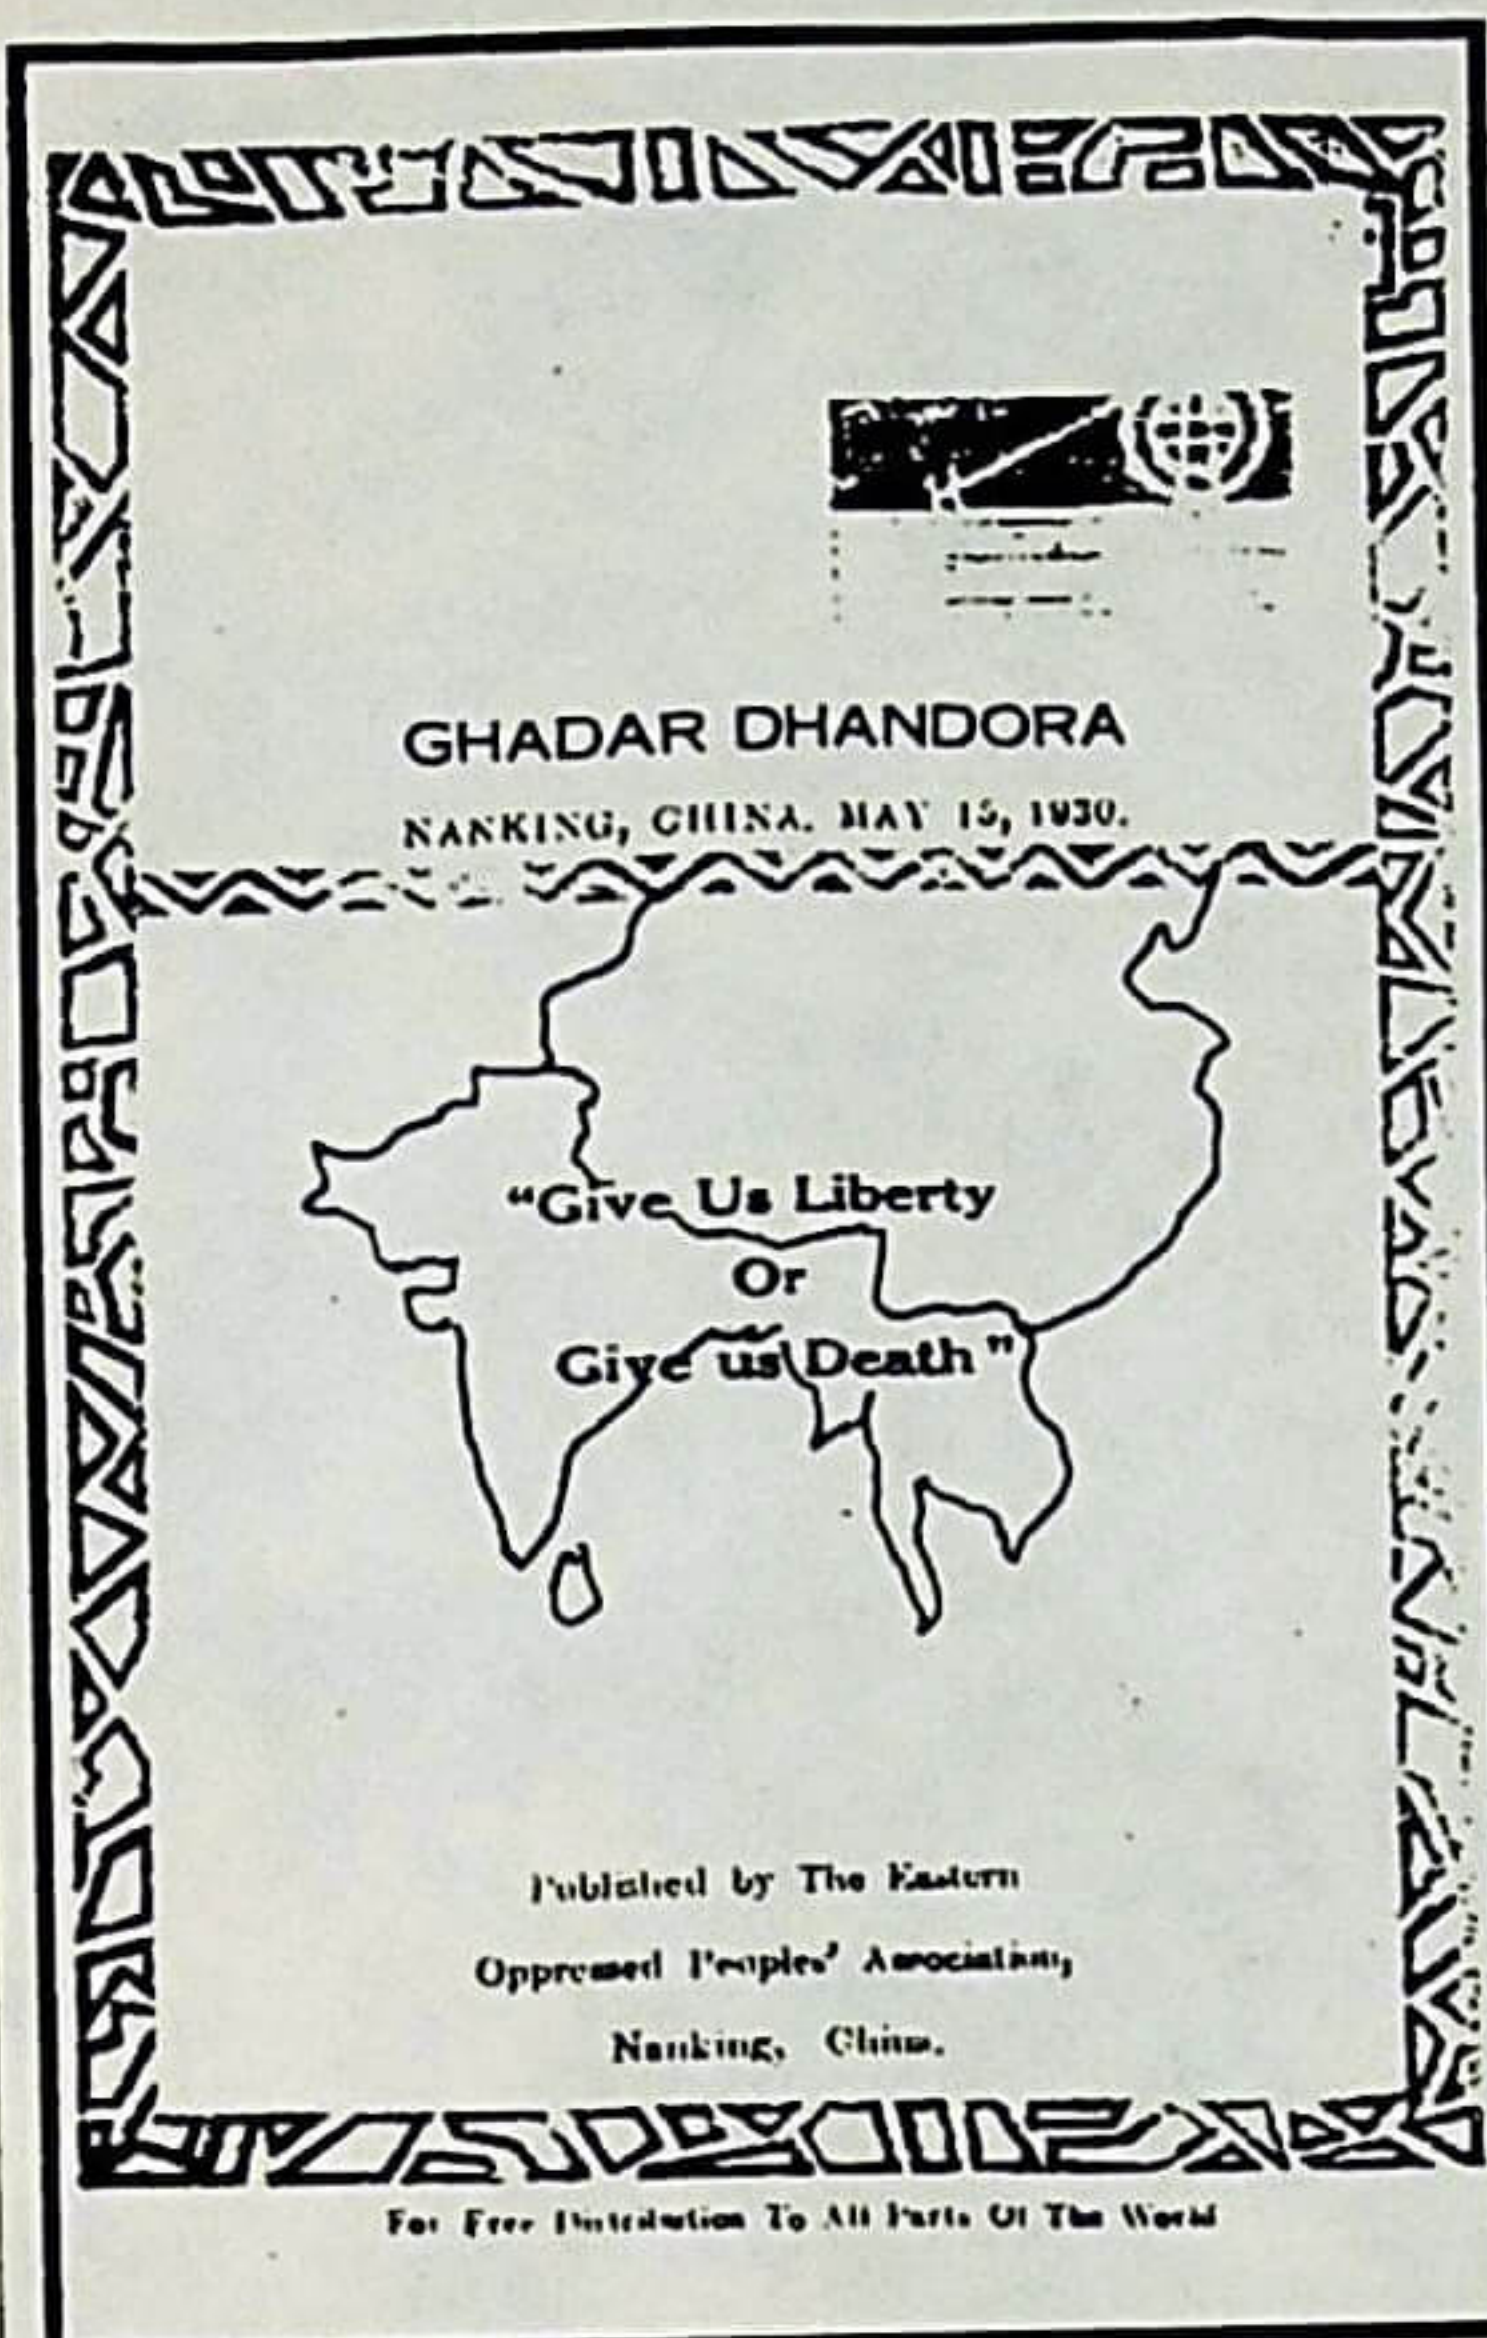 GHADAR DHANDORA
NANKING, CHINA. MAY 15, 1930.
“Give Us Liberty
Or
Give us Death”
Published by The Eastern
Oppressed Peoples’ Association,
Nanking, China.
For Free Distribution To All Parts Of The World